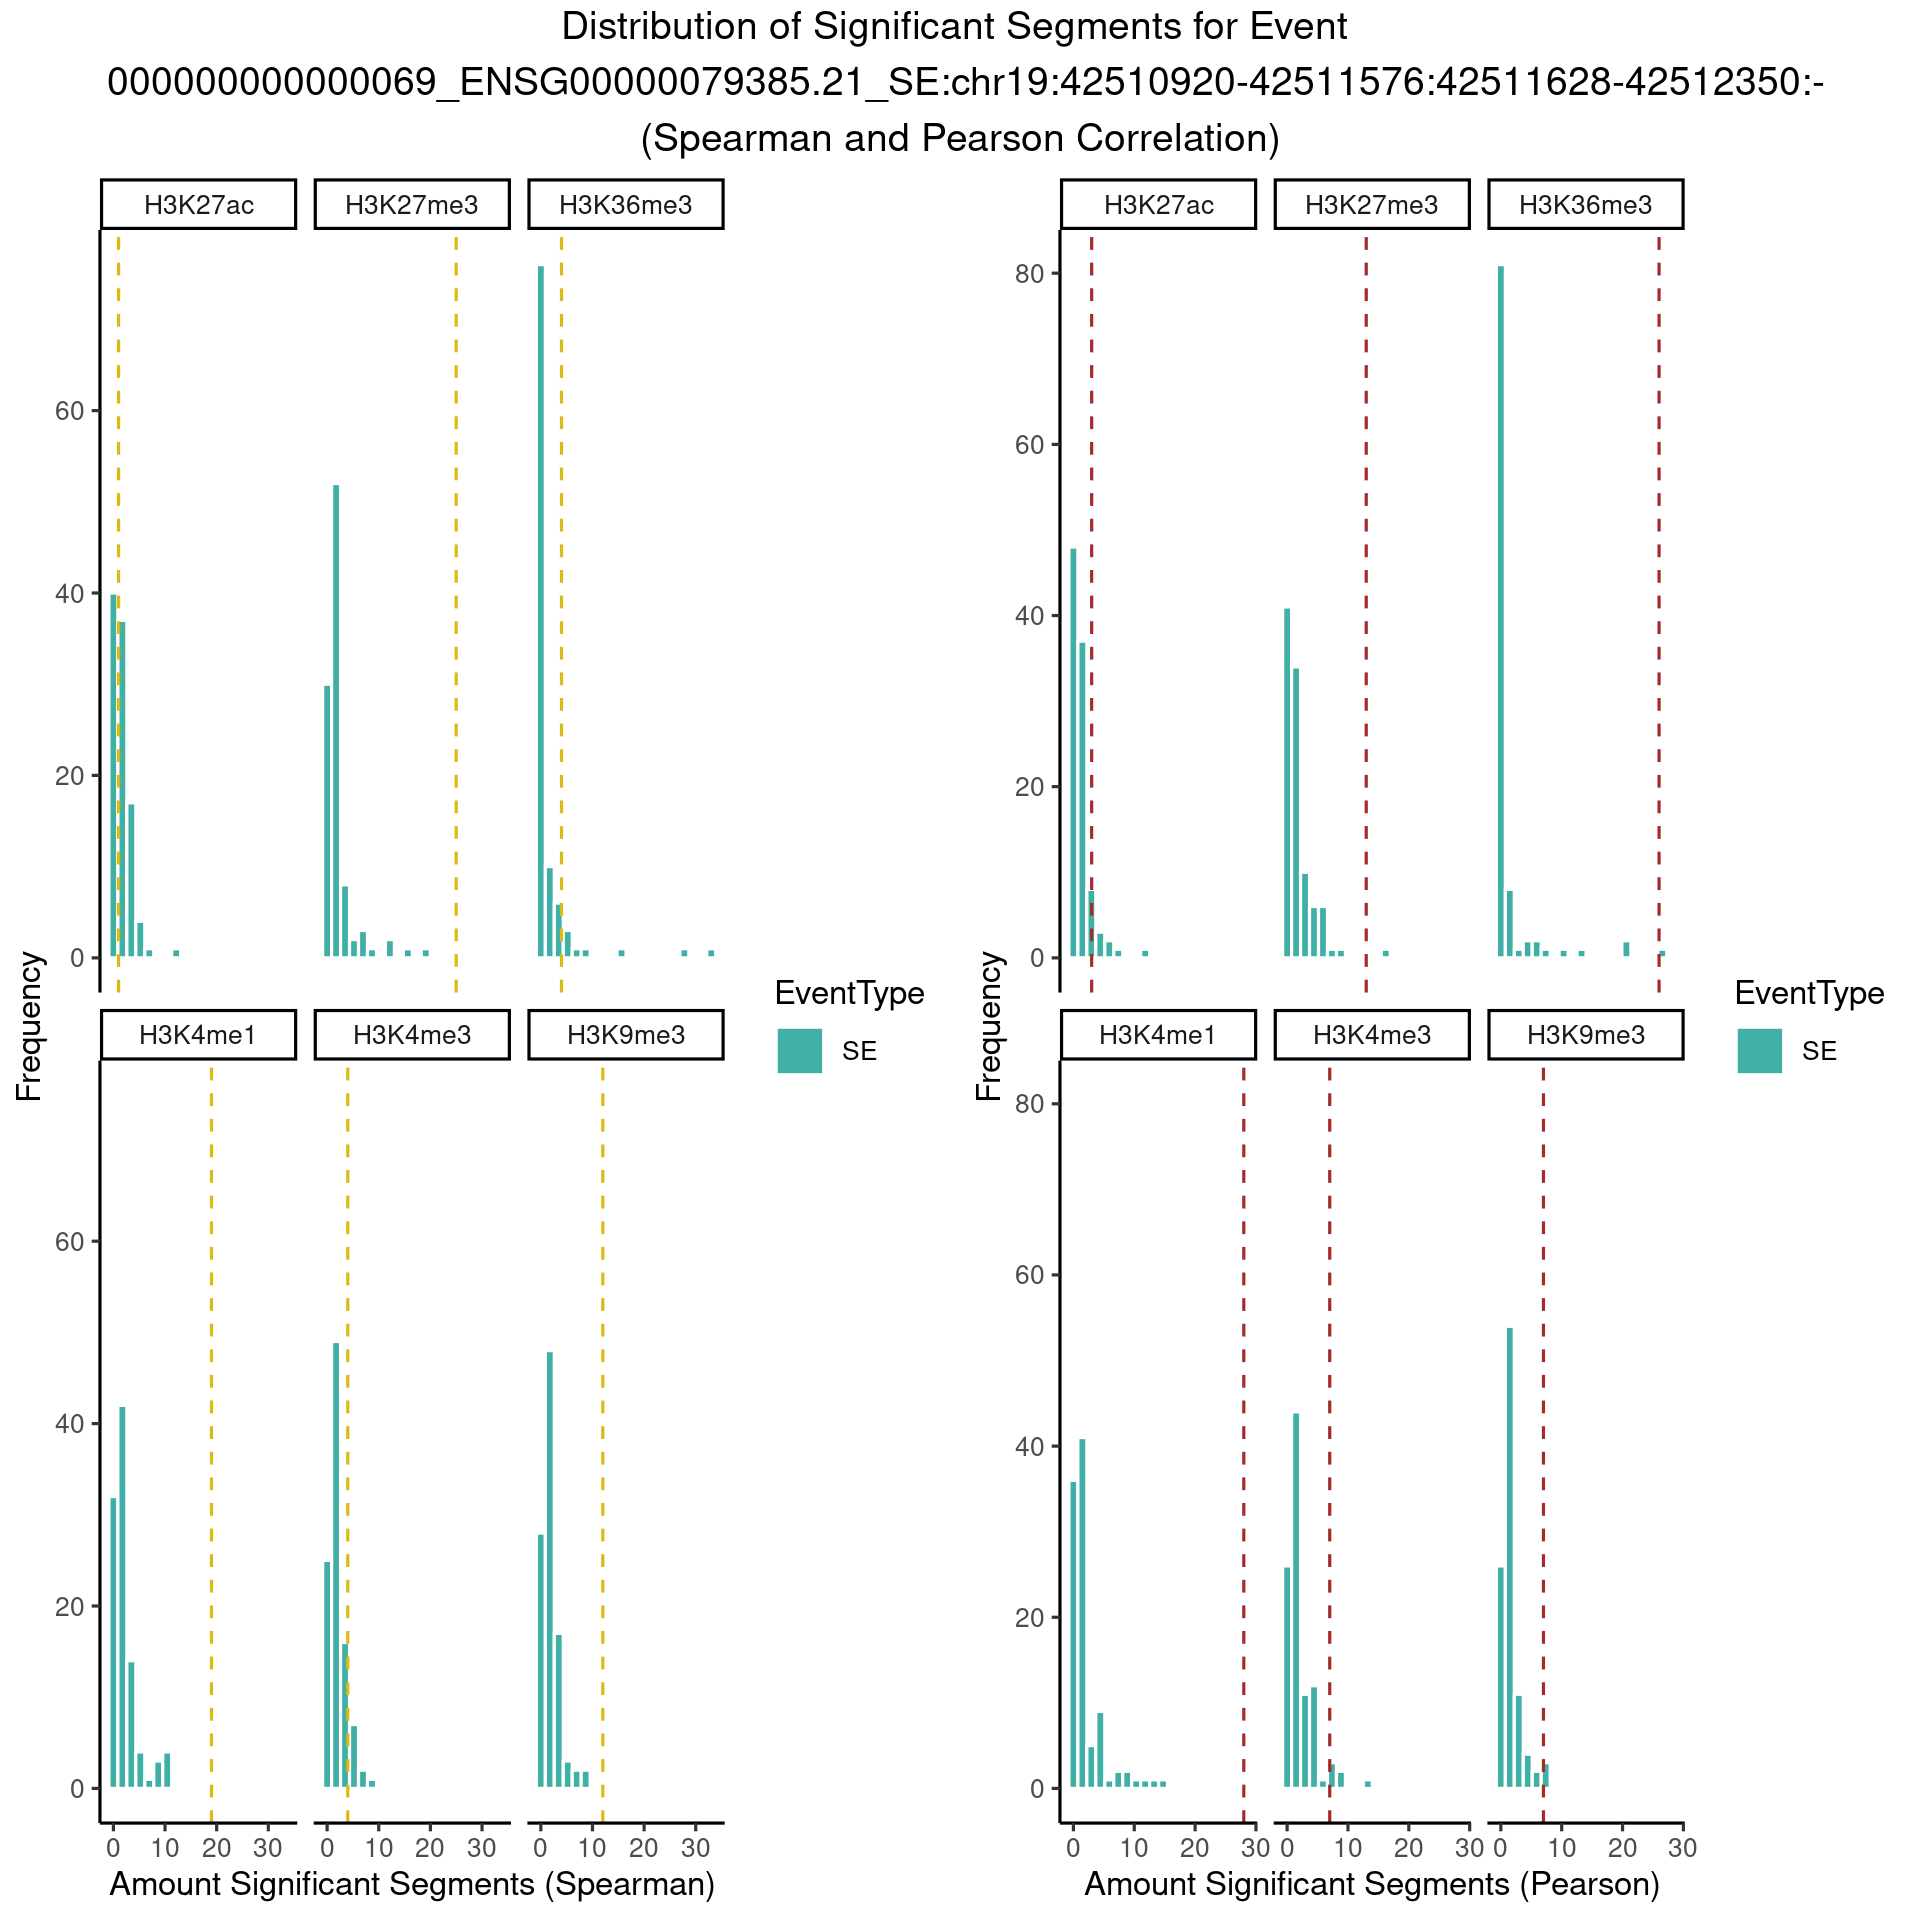 Distribution of Significant Segments for Event
000000000000069_ENSG00000079385.21_SE:chr19:42510920-42511576:42511628-42512350:-
(Spearman and Pearson Correlation)
H3K27ac H3K27me3 H3K36me3
60
40
20
0
H3K4me1 H3K4me3 H3K9me3
60
40
20
0
0 10 20 30 0 10 20 30 0 10 20 30
Frequency
Amount Significant Segments (Spearman)
EventType
SE
H3K27ac H3K27me3 H3K36me3
80
60
40
20
0
H3K4me1 H3K4me3 H3K9me3
80
60
40
20
0
0 10 20 30 0 10 20 30 0 10 20 30
Frequency
Amount Significant Segments (Pearson)
EventType
SE